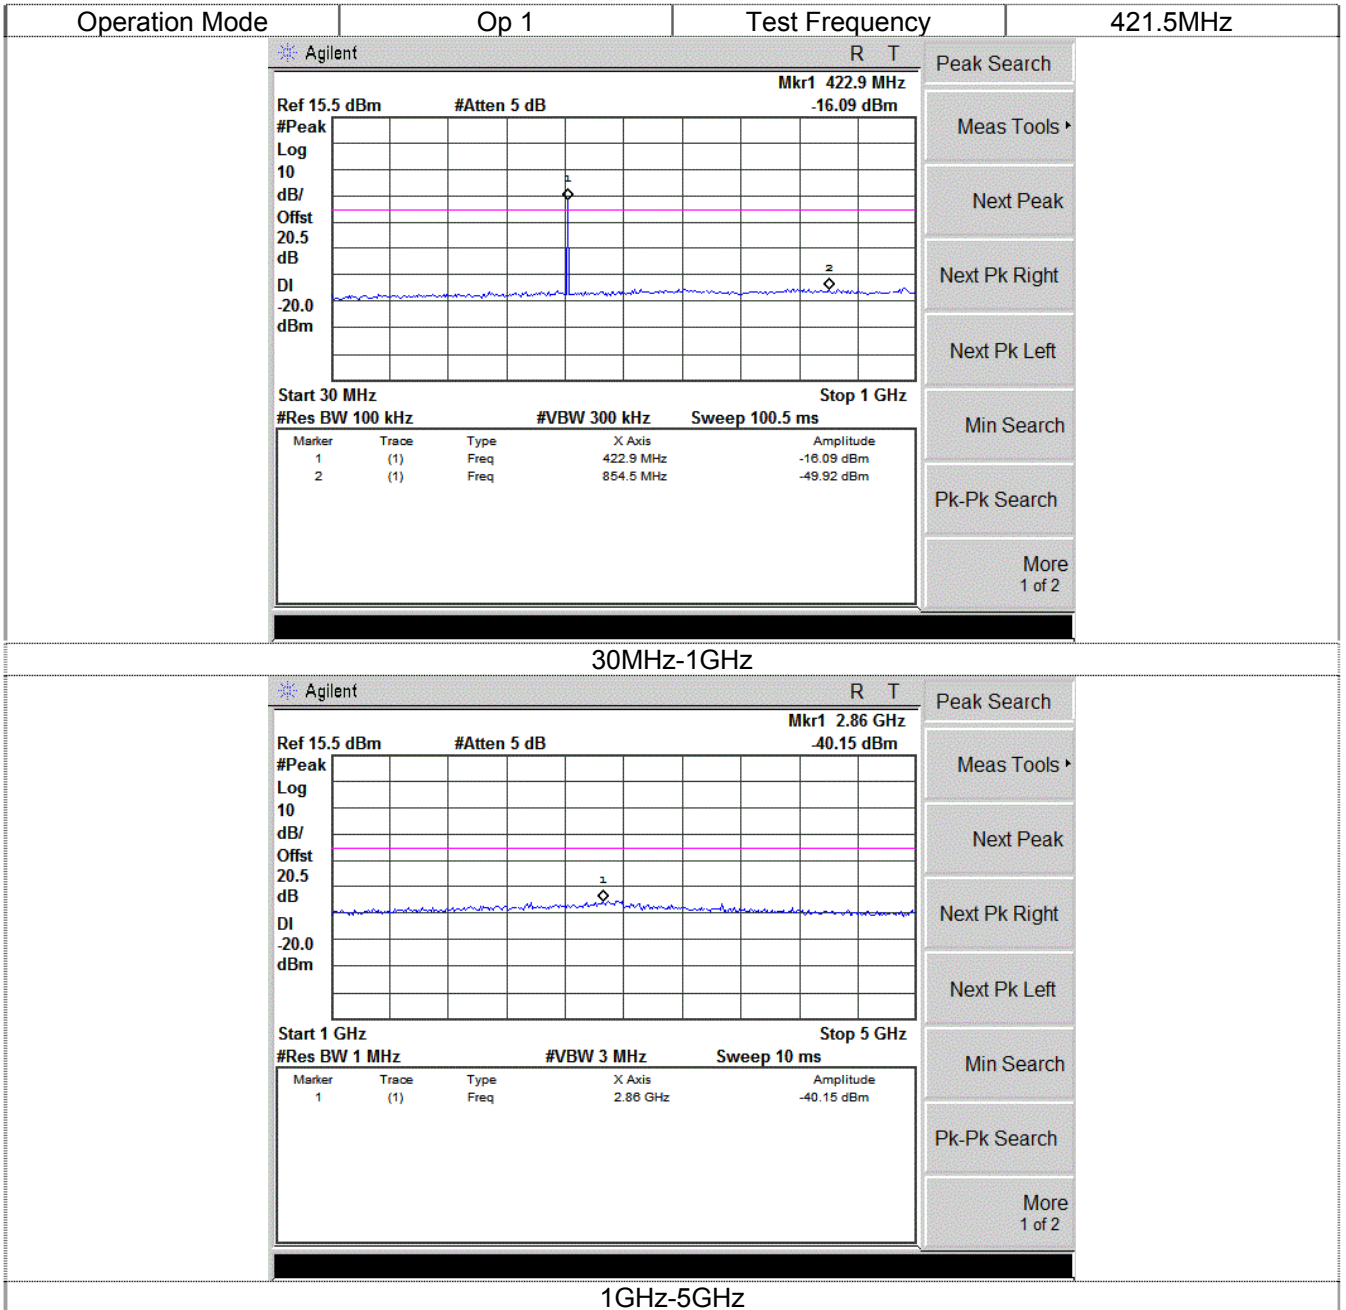 Operation Mode Op 1 Test Frequency 421.5MHz
Agilent R T
Peak Search
Mkr1 422.9 MHz
Ref 15.5 dBm #Atten 5 dB -16.09 dBm
#Peak
Log
10
dB/
Offst
20.5
dB
DI
-20.0
dBm
1
2
Start 30 MHz Stop 1 GHz
#Res BW 100 kHz #VBW 300 kHz Sweep 100.5 ms
Marker Trace Type X Axis Amplitude
1 (1) Freq 422.9 MHz -16.09 dBm
2 (1) Freq 854.5 MHz -49.92 dBm
Meas Tools
Next Peak
Next Pk Right
Next Pk Left
Min Search
Pk-Pk Search
More
1 of 2
30MHz-1GHz
Agilent R T
Peak Search
Mkr1 2.86 GHz
Ref 15.5 dBm #Atten 5 dB -40.15 dBm
#Peak
Log
10
dB/
Offst
20.5
dB
DI
-20.0
dBm
1
Start 1 GHz Stop 5 GHz
#Res BW 1 MHz #VBW 3 MHz Sweep 10 ms
Marker Trace Type X Axis Amplitude
1 (1) Freq 2.86 GHz -40.15 dBm
Meas Tools
Next Peak
Next Pk Right
Next Pk Left
Min Search
Pk-Pk Search
More
1 of 2
1GHz-5GHz